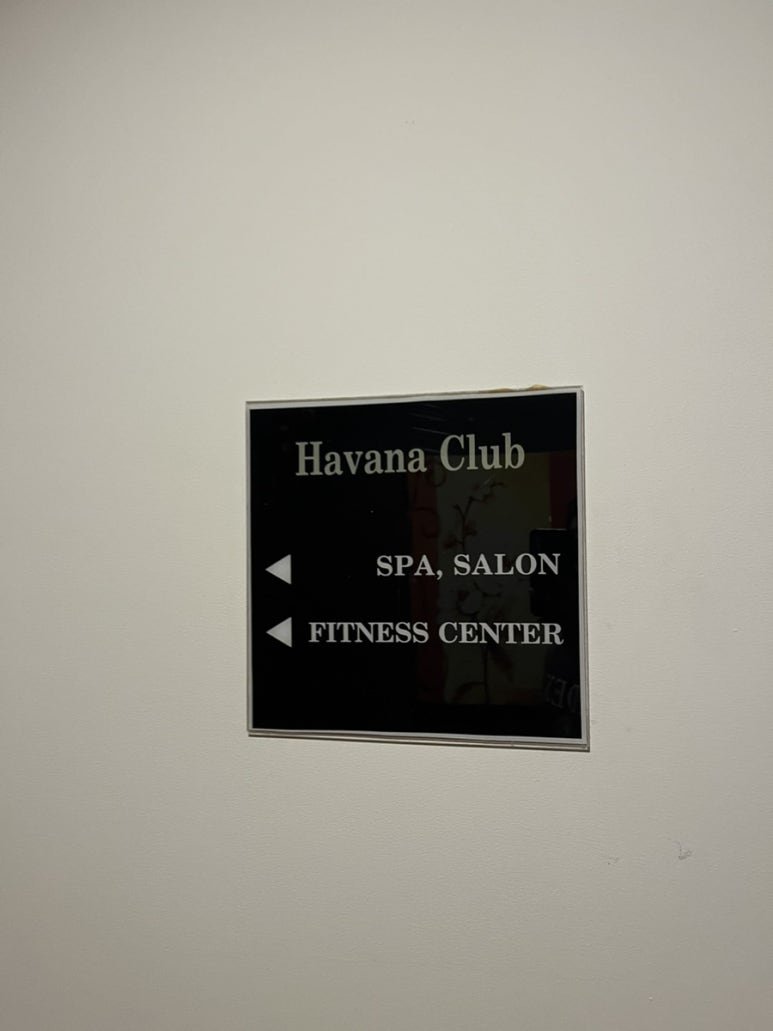 Havana Club
SPA, SALON
FITNESS CENTER